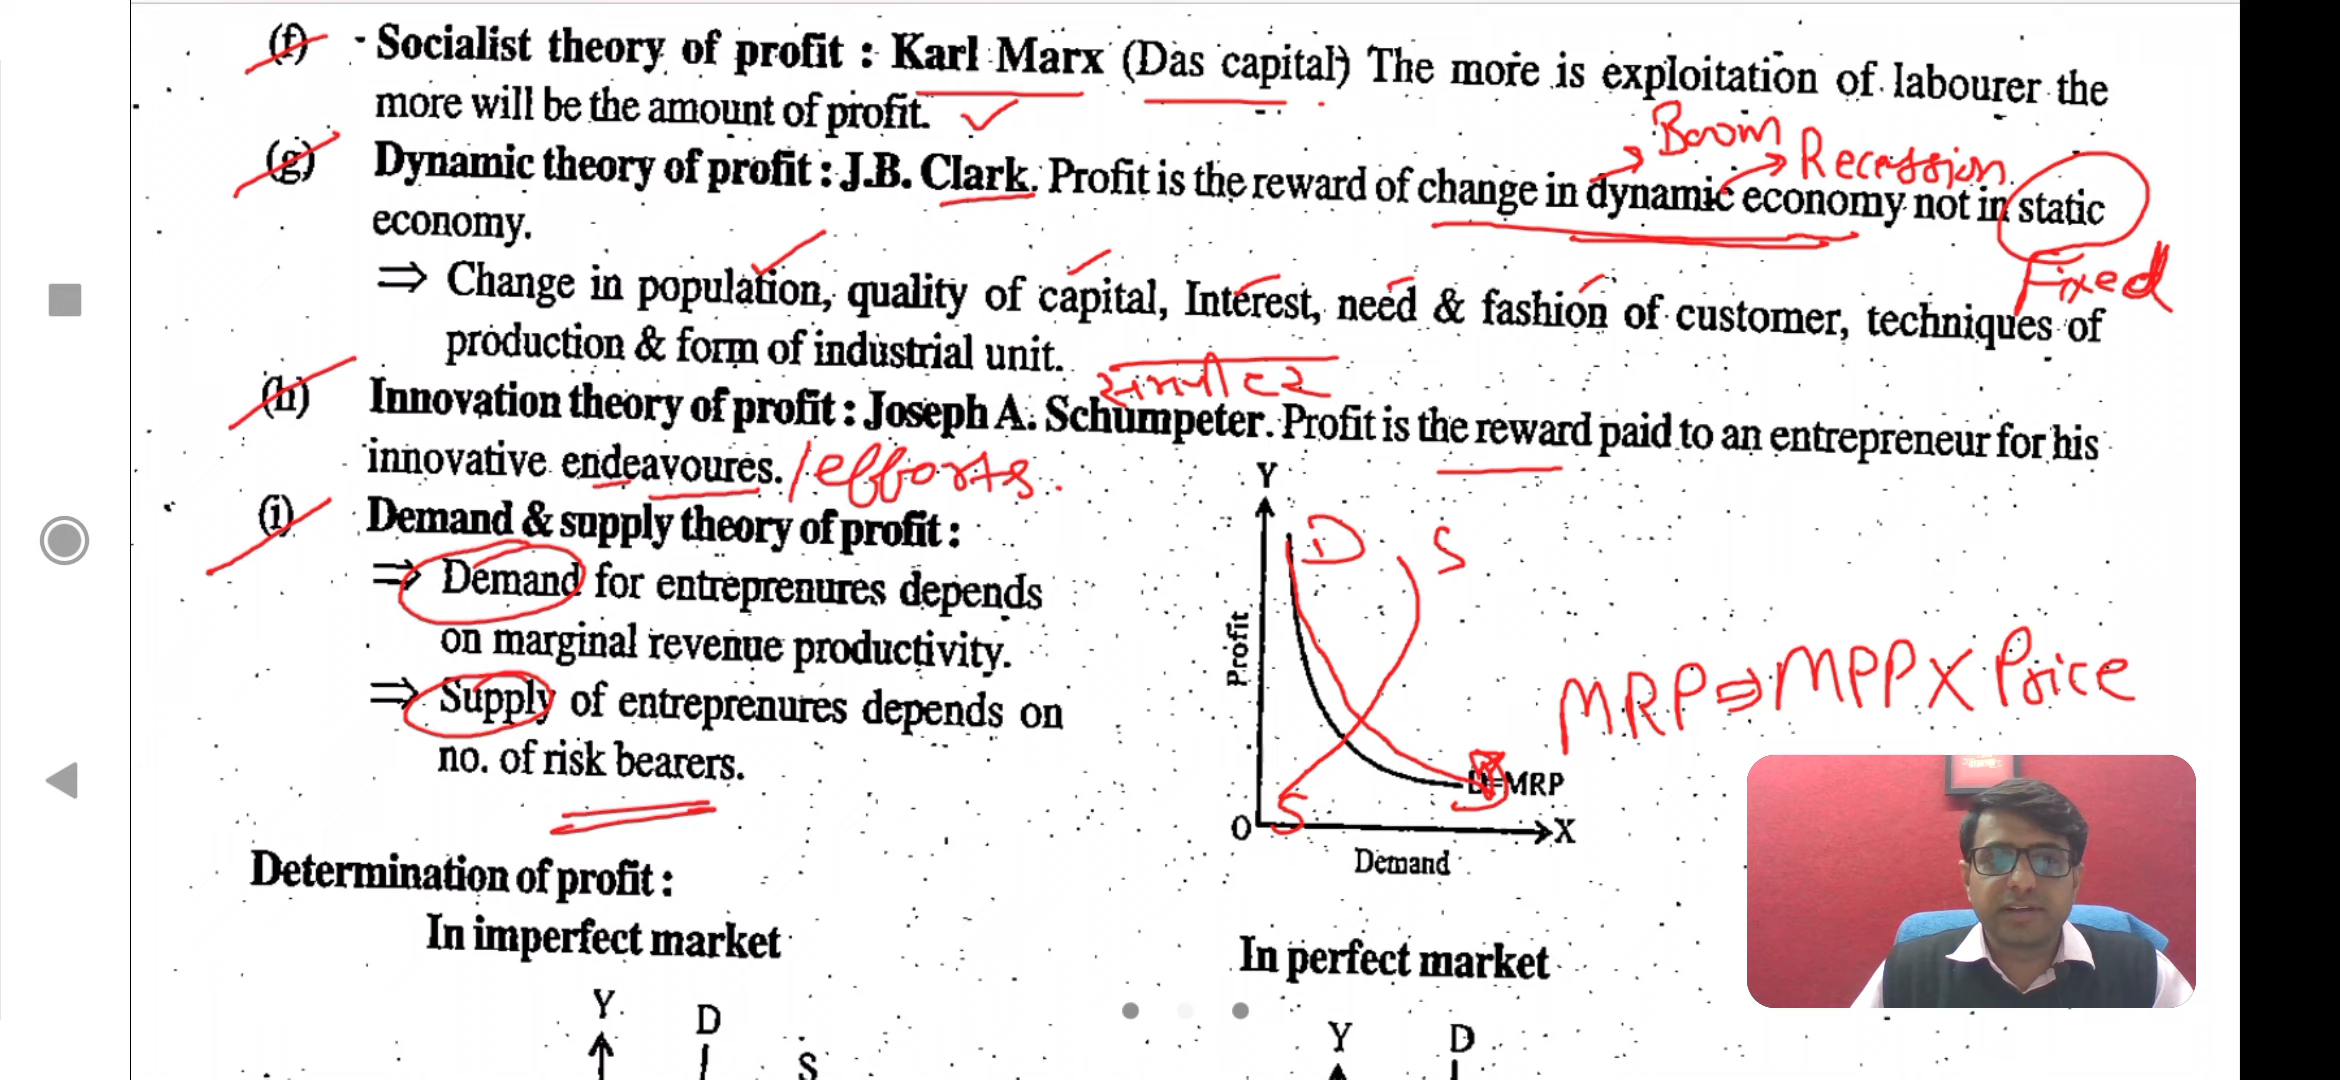 (f) - Socialist theory of profit : Karl Marx (Das capital) The more is exploitation of labourer the
more will be the amount of profit.
Boom
Recession
(g) Dynamic theory of profit : J.B. Clark. Profit is the reward of change in dynamic economy not in static
economy.
Fixed
⇒ Change in population, quality of capital, Interest, need & fashion of customer, techniques of
production & form of industrial unit.
(h) Innovation theory of profit : Joseph A. Schumpeter. Profit is the reward paid to an entrepreneur for his
innovative endeavoures. /efforts.
(i) Demand & supply theory of profit :
⇒ Demand for entreprenures depends
on marginal revenue productivity.
⇒ Supply of entreprenures depends on
no. of risk bearers.
Y
D S
Profit
MRP⇒MPP X Price
S
MRP
O
X
Demand
Determination of profit :
In imperfect market
In perfect market
Y
D
S
Y
D